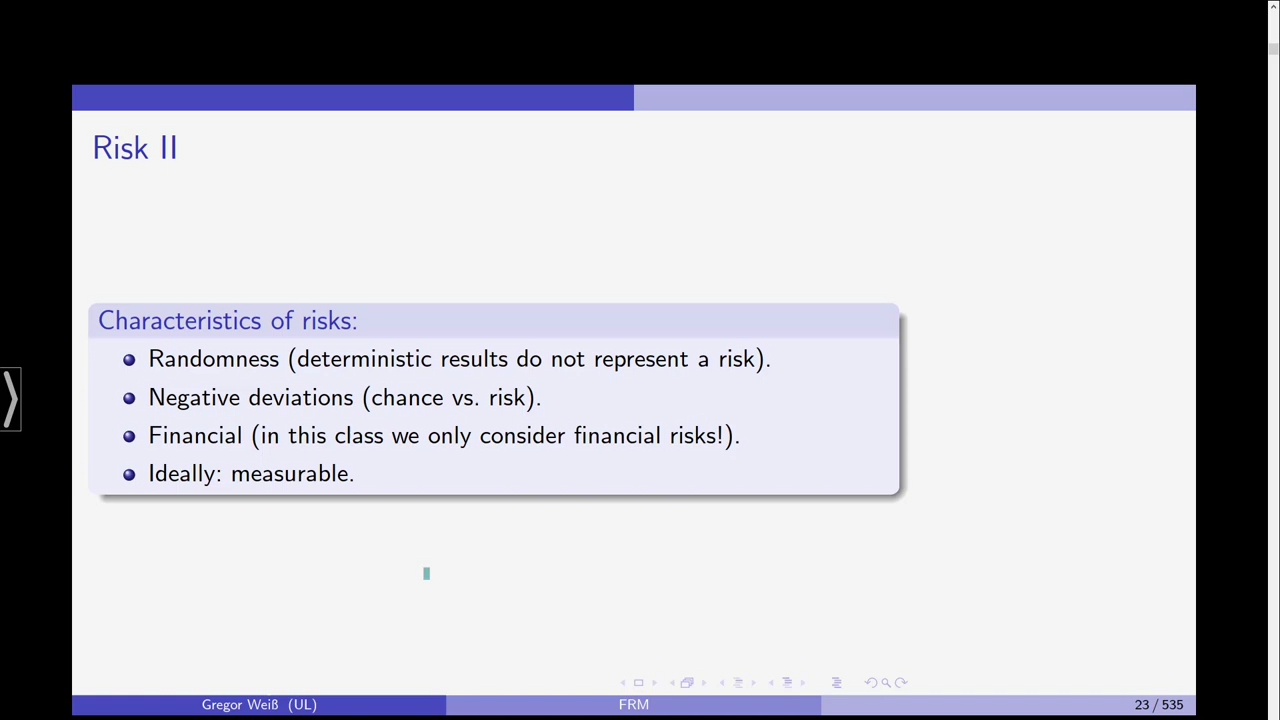 Risk II
Characteristics of risks:
Randomness (deterministic results do not represent a risk).
Negative deviations (chance vs. risk).
Financial (in this class we only consider financial risks!).
Ideally: measurable.
Gregor Weiß (UL)
FRM
23 / 535